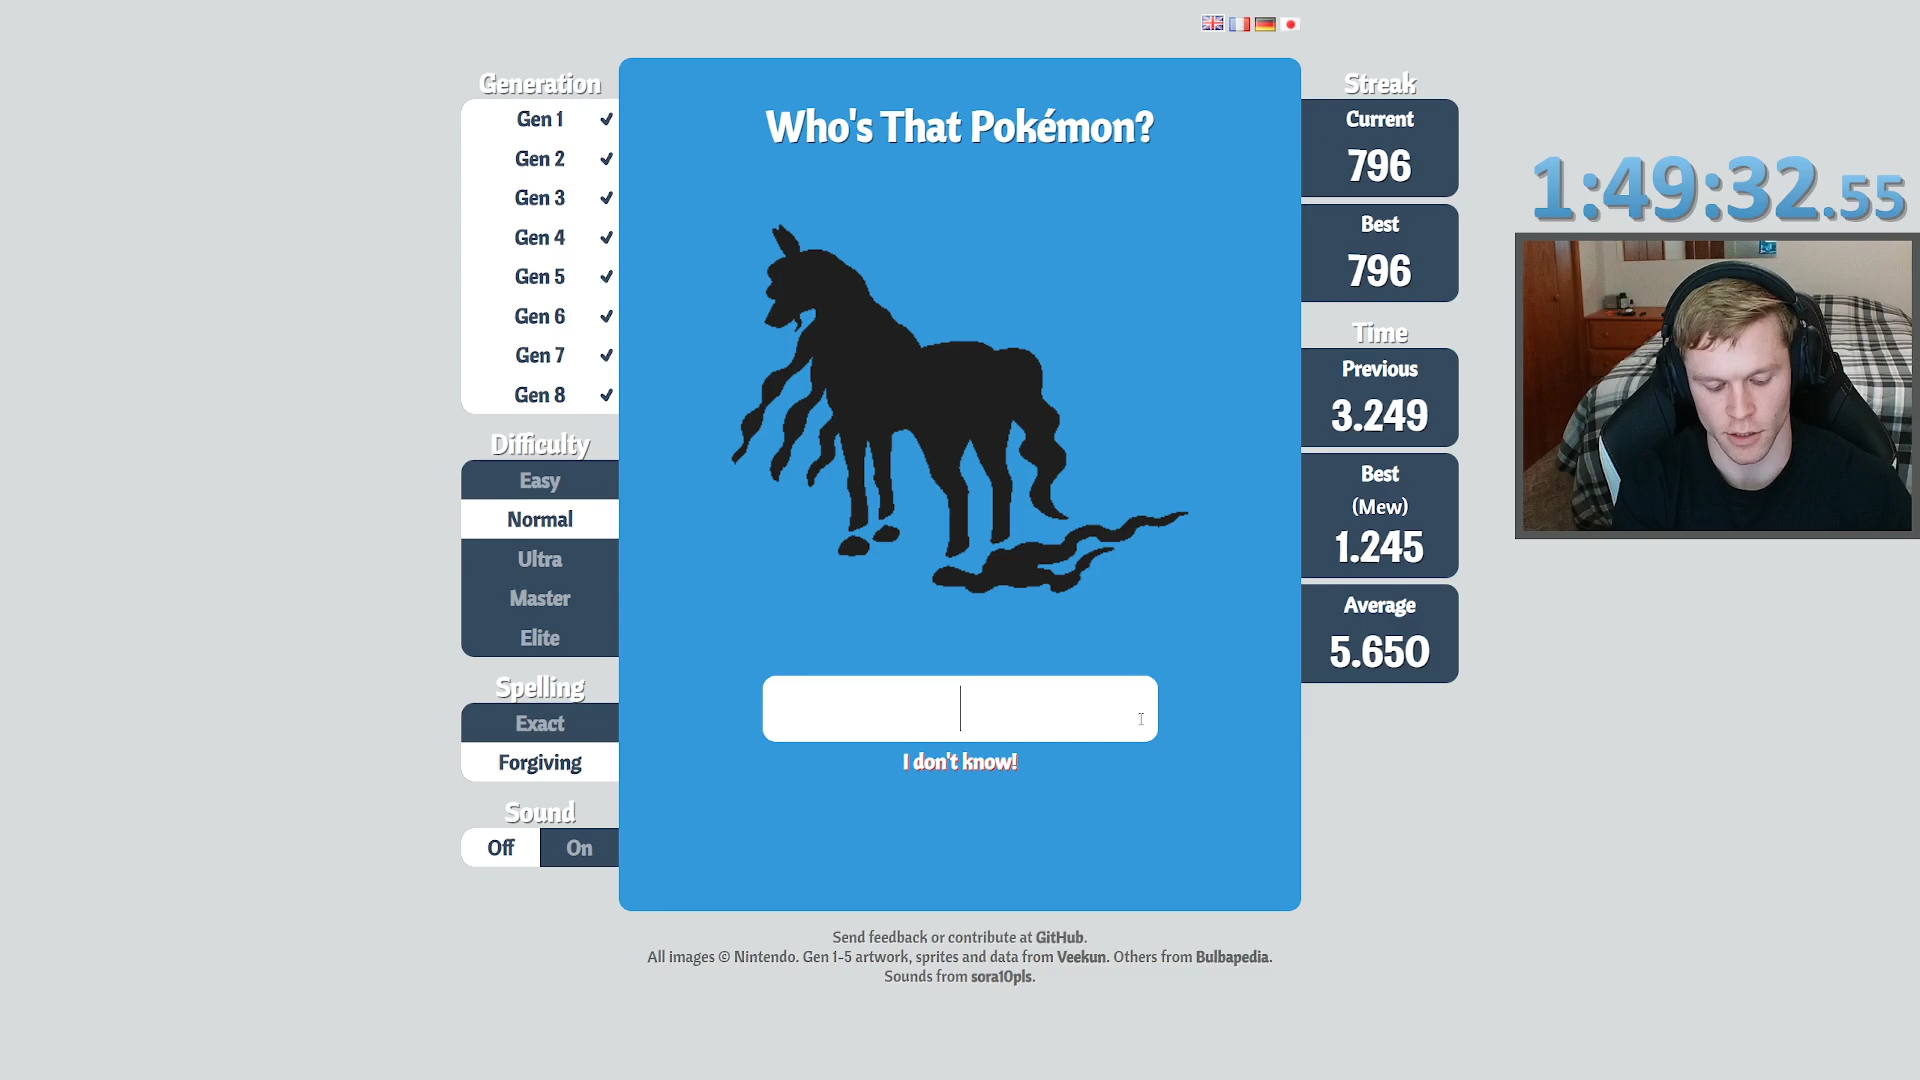 Generation
Gen 1 ✔
Gen 2 ✔
Gen 3 ✔
Gen 4 ✔
Gen 5 ✔
Gen 6 ✔
Gen 7 ✔
Gen 8 ✔
Difficulty
Easy
Normal
Ultra
Master
Elite
Spelling
Exact
Forgiving
Sound
Off On
Who's That Pokémon?
I don't know!
Streak
Current
796
Best
796
Time
Previous
3.249
Best
(Mew)
1.245
Average
5.650
1:49:32.55
Send feedback or contribute at GitHub.
All images © Nintendo. Gen 1-5 artwork, sprites and data from Veekun. Others from Bulbapedia.
Sounds from sora10pls.